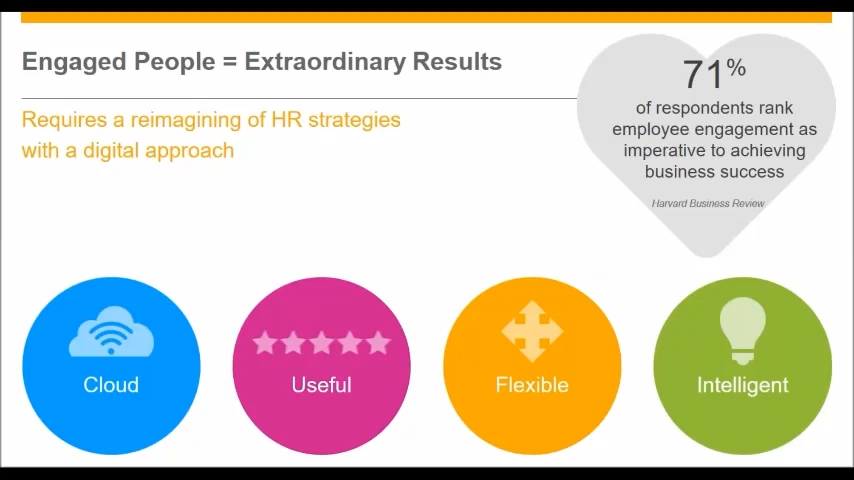 Engaged People = Extraordinary Results
Requires a reimagining of HR strategies
with a digital approach
71%
of respondents rank
employee engagement as
imperative to achieving
business success
Harvard Business Review
Cloud
Useful
Flexible
Intelligent